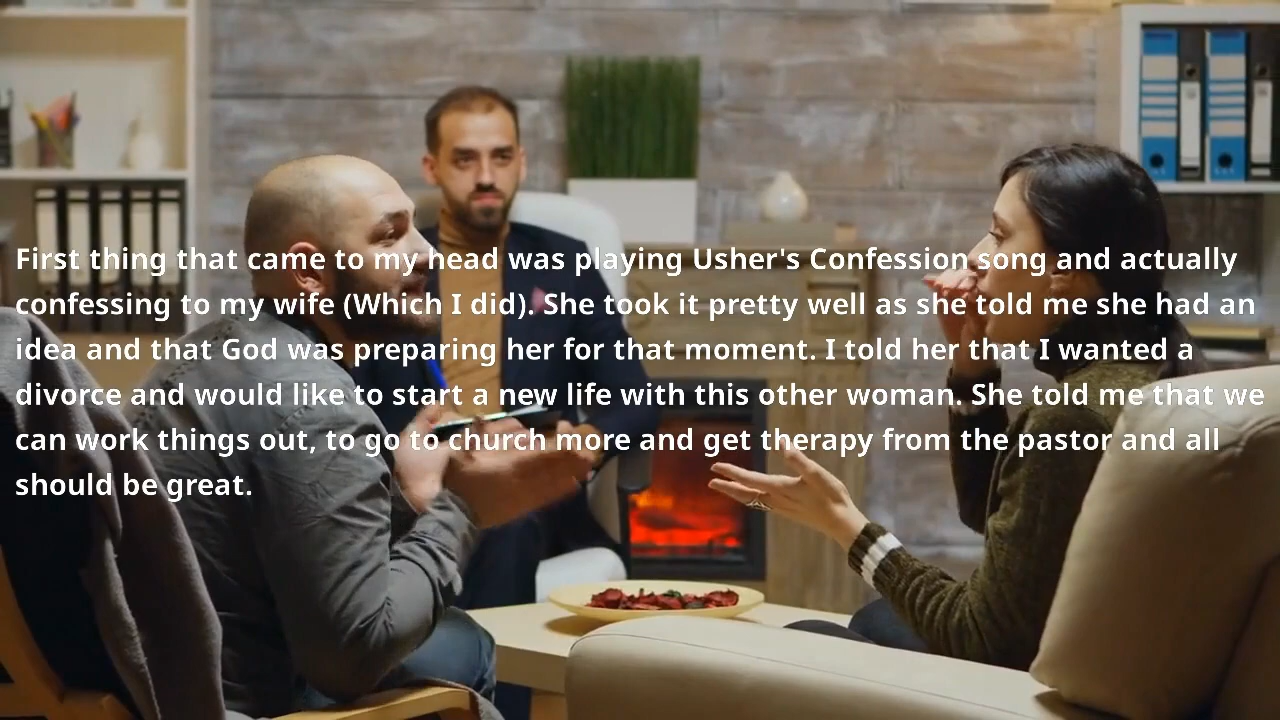 First thing that came to my head was playing Usher's Confession song and actually
confessing to my wife (Which I did). She took it pretty well as she told me she had an
idea and that God was preparing her for that moment. I told her that I wanted a
divorce and would like to start a new life with this other woman. She told me that we
can work things out, to go to church more and get therapy from the pastor and all
should be great.